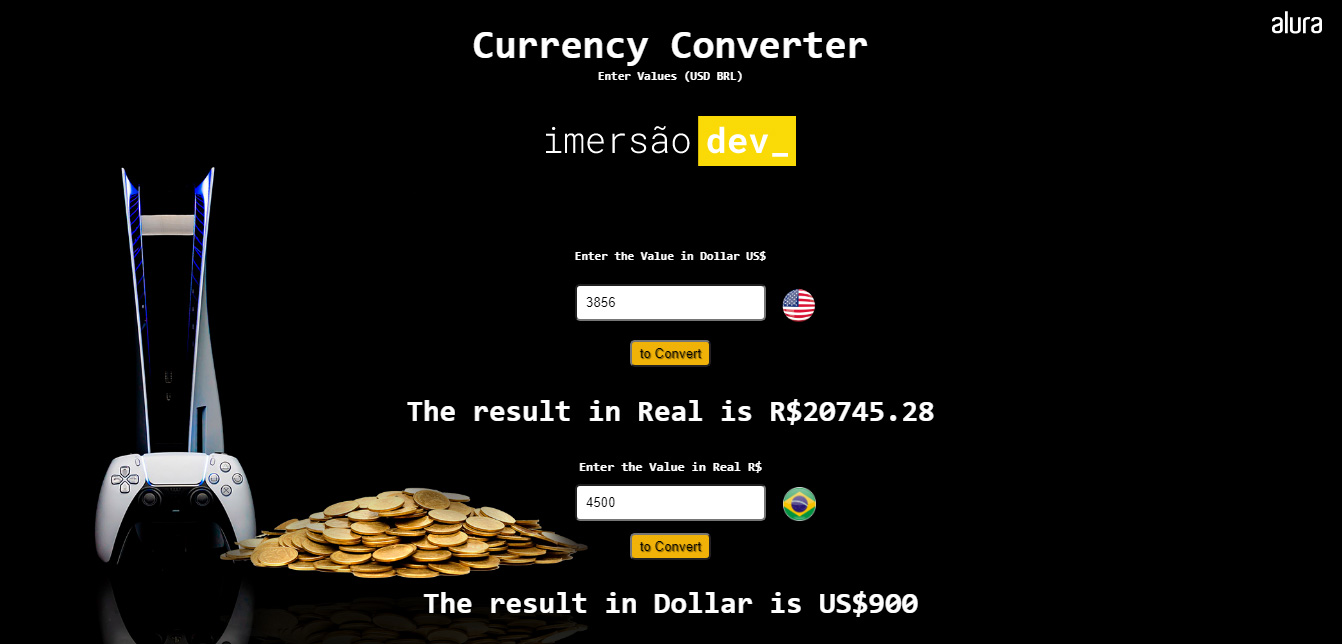 alura
Currency Converter
Enter Values (USD BRL)
imersão dev_
Enter the Value in Dollar US$
3856
to Convert
The result in Real is R$20745.28
Enter the Value in Real R$
4500
to Convert
The result in Dollar is US$900